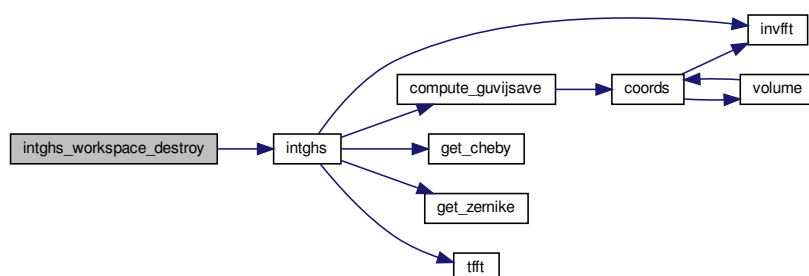 intghs_workspace_destroy
intghs
invfft
compute_guvijsave
coords
volume
get_cheby
get_zernike
tfft